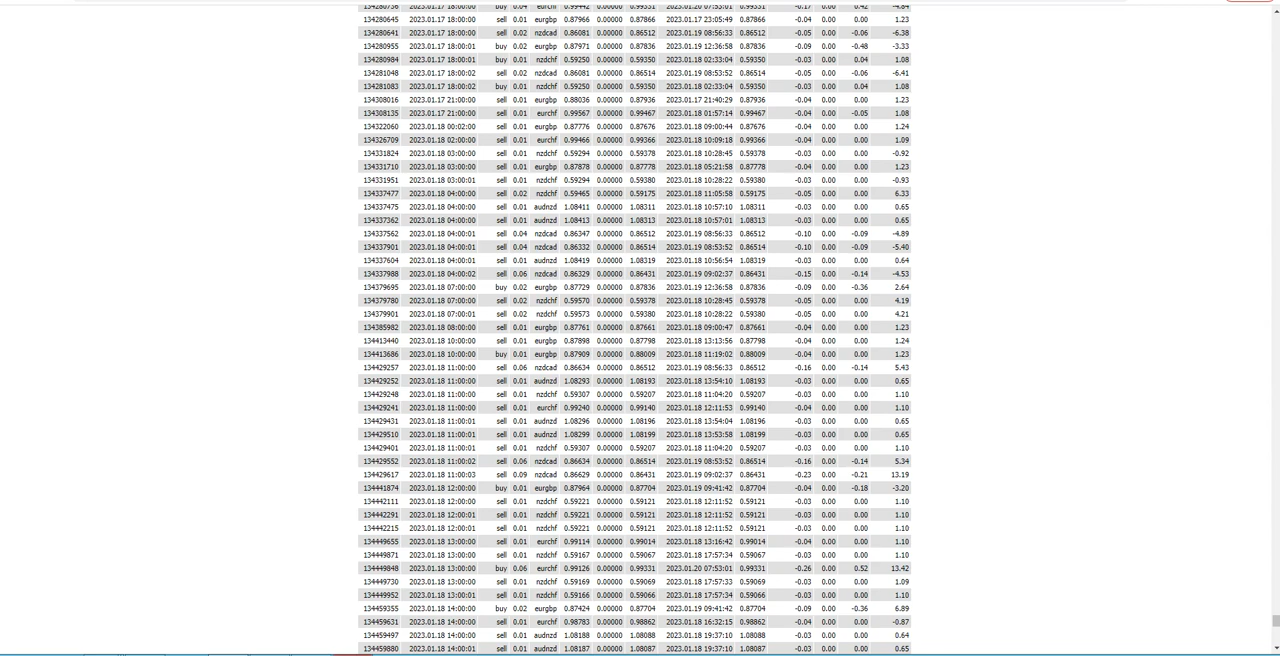 134280736 2023.01.17 18:00:00 buy 0.04 eurchf 0.99442 0.00000 0.99331 2023.01.20 07:53:01 0.99331 -0.17 0.00 0.42 -4.84
134280645 2023.01.17 18:00:00 sell 0.01 eurgbp 0.87966 0.00000 0.87866 2023.01.17 23:05:49 0.87866 -0.04 0.00 0.00 1.23
134280641 2023.01.17 18:00:00 sell 0.02 nzdcad 0.86081 0.00000 0.86512 2023.01.19 08:56:33 0.86512 -0.05 0.00 -0.06 -6.38
134280955 2023.01.17 18:00:01 buy 0.02 eurgbp 0.87971 0.00000 0.87836 2023.01.19 12:36:58 0.87836 -0.09 0.00 -0.48 -3.33
134280984 2023.01.17 18:00:01 buy 0.01 nzdchf 0.59250 0.00000 0.59350 2023.01.18 02:33:04 0.59350 -0.03 0.00 0.04 1.08
134281048 2023.01.17 18:00:02 sell 0.02 nzdcad 0.86081 0.00000 0.86514 2023.01.19 08:53:52 0.86514 -0.05 0.00 -0.06 -6.41
134281083 2023.01.17 18:00:02 buy 0.01 nzdchf 0.59250 0.00000 0.59350 2023.01.18 02:33:04 0.59350 -0.03 0.00 0.04 1.08
134308016 2023.01.17 21:00:00 sell 0.01 eurgbp 0.88036 0.00000 0.87936 2023.01.17 21:40:29 0.87936 -0.04 0.00 0.00 1.23
134308135 2023.01.17 21:00:00 sell 0.01 eurchf 0.99567 0.00000 0.99467 2023.01.18 01:57:14 0.99467 -0.04 0.00 -0.05 1.08
134322060 2023.01.18 00:02:00 sell 0.01 eurgbp 0.87776 0.00000 0.87676 2023.01.18 09:00:44 0.87676 -0.04 0.00 0.00 1.24
134326709 2023.01.18 02:00:00 sell 0.01 eurchf 0.99466 0.00000 0.99366 2023.01.18 10:09:18 0.99366 -0.04 0.00 0.00 1.09
134331824 2023.01.18 03:00:00 sell 0.01 nzdchf 0.59294 0.00000 0.59378 2023.01.18 10:28:45 0.59378 -0.03 0.00 0.00 -0.92
134331710 2023.01.18 03:00:00 sell 0.01 eurgbp 0.87878 0.00000 0.87778 2023.01.18 05:21:58 0.87778 -0.04 0.00 0.00 1.23
134331951 2023.01.18 03:00:01 sell 0.01 nzdchf 0.59294 0.00000 0.59380 2023.01.18 10:28:22 0.59380 -0.03 0.00 0.00 -0.93
134337477 2023.01.18 04:00:00 sell 0.02 nzdchf 0.59465 0.00000 0.59175 2023.01.18 11:05:58 0.59175 -0.05 0.00 0.00 6.33
134337475 2023.01.18 04:00:00 sell 0.01 audnzd 1.08411 0.00000 1.08311 2023.01.18 10:57:10 1.08311 -0.03 0.00 0.00 0.65
134337362 2023.01.18 04:00:00 sell 0.01 audnzd 1.08413 0.00000 1.08313 2023.01.18 10:57:01 1.08313 -0.03 0.00 0.00 0.65
134337562 2023.01.18 04:00:01 sell 0.04 nzdcad 0.86347 0.00000 0.86512 2023.01.19 08:56:33 0.86512 -0.10 0.00 -0.09 -4.89
134337901 2023.01.18 04:00:01 sell 0.04 nzdcad 0.86332 0.00000 0.86514 2023.01.19 08:53:52 0.86514 -0.10 0.00 -0.09 -5.40
134337604 2023.01.18 04:00:01 sell 0.01 audnzd 1.08419 0.00000 1.08319 2023.01.18 10:56:54 1.08319 -0.03 0.00 0.00 0.64
134337988 2023.01.18 04:00:02 sell 0.06 nzdcad 0.86329 0.00000 0.86431 2023.01.19 09:02:37 0.86431 -0.15 0.00 -0.14 -4.53
134379695 2023.01.18 07:00:00 buy 0.02 eurgbp 0.87729 0.00000 0.87836 2023.01.19 12:36:58 0.87836 -0.09 0.00 -0.36 2.64
134379780 2023.01.18 07:00:00 sell 0.02 nzdchf 0.59570 0.00000 0.59378 2023.01.18 10:28:45 0.59378 -0.05 0.00 0.00 4.19
134379901 2023.01.18 07:00:01 sell 0.02 nzdchf 0.59573 0.00000 0.59380 2023.01.18 10:28:22 0.59380 -0.05 0.00 0.00 4.21
134385982 2023.01.18 08:00:00 sell 0.01 eurgbp 0.87761 0.00000 0.87661 2023.01.18 09:00:47 0.87661 -0.04 0.00 0.00 1.23
134413440 2023.01.18 10:00:00 sell 0.01 eurgbp 0.87898 0.00000 0.87798 2023.01.18 13:13:56 0.87798 -0.04 0.00 0.00 1.24
134413686 2023.01.18 10:00:00 buy 0.01 eurgbp 0.87909 0.00000 0.88009 2023.01.18 11:19:02 0.88009 -0.04 0.00 0.00 1.23
134429257 2023.01.18 11:00:00 sell 0.06 nzdcad 0.86634 0.00000 0.86512 2023.01.19 08:56:33 0.86512 -0.16 0.00 -0.14 5.43
134429252 2023.01.18 11:00:00 sell 0.01 audnzd 1.08293 0.00000 1.08193 2023.01.18 13:54:10 1.08193 -0.03 0.00 0.00 0.65
134429248 2023.01.18 11:00:00 sell 0.01 nzdchf 0.59307 0.00000 0.59207 2023.01.18 11:04:20 0.59207 -0.03 0.00 0.00 1.10
134429241 2023.01.18 11:00:00 sell 0.01 eurchf 0.99240 0.00000 0.99140 2023.01.18 12:11:53 0.99140 -0.04 0.00 0.00 1.10
134429431 2023.01.18 11:00:01 sell 0.01 audnzd 1.08296 0.00000 1.08196 2023.01.18 13:54:04 1.08196 -0.03 0.00 0.00 0.65
134429510 2023.01.18 11:00:01 sell 0.01 audnzd 1.08299 0.00000 1.08199 2023.01.18 13:53:58 1.08199 -0.03 0.00 0.00 0.65
134429401 2023.01.18 11:00:01 sell 0.01 nzdchf 0.59307 0.00000 0.59207 2023.01.18 11:04:20 0.59207 -0.03 0.00 0.00 1.10
134429552 2023.01.18 11:00:02 sell 0.06 nzdcad 0.86634 0.00000 0.86514 2023.01.19 08:53:52 0.86514 -0.16 0.00 -0.14 5.34
134429617 2023.01.18 11:00:03 sell 0.09 nzdcad 0.86629 0.00000 0.86431 2023.01.19 09:02:37 0.86431 -0.23 0.00 -0.21 13.19
134441874 2023.01.18 12:00:00 buy 0.01 eurgbp 0.87964 0.00000 0.87704 2023.01.19 09:41:42 0.87704 -0.04 0.00 -0.18 -3.20
134442111 2023.01.18 12:00:00 sell 0.01 nzdchf 0.59221 0.00000 0.59121 2023.01.18 12:11:52 0.59121 -0.03 0.00 0.00 1.10
134442291 2023.01.18 12:00:01 sell 0.01 nzdchf 0.59221 0.00000 0.59121 2023.01.18 12:11:52 0.59121 -0.03 0.00 0.00 1.10
134442215 2023.01.18 12:00:01 sell 0.01 nzdchf 0.59221 0.00000 0.59121 2023.01.18 12:11:52 0.59121 -0.03 0.00 0.00 1.10
134449655 2023.01.18 13:00:00 sell 0.01 eurchf 0.99114 0.00000 0.99014 2023.01.18 13:16:42 0.99014 -0.04 0.00 0.00 1.10
134449871 2023.01.18 13:00:00 sell 0.01 nzdchf 0.59167 0.00000 0.59067 2023.01.18 17:57:34 0.59067 -0.03 0.00 0.00 1.10
134449848 2023.01.18 13:00:00 buy 0.06 eurchf 0.99126 0.00000 0.99331 2023.01.20 07:53:01 0.99331 -0.26 0.00 0.52 13.42
134449730 2023.01.18 13:00:00 sell 0.01 nzdchf 0.59169 0.00000 0.59069 2023.01.18 17:57:33 0.59069 -0.03 0.00 0.00 1.09
134449952 2023.01.18 13:00:01 sell 0.01 nzdchf 0.59166 0.00000 0.59066 2023.01.18 17:57:34 0.59066 -0.03 0.00 0.00 1.10
134459355 2023.01.18 14:00:00 buy 0.02 eurgbp 0.87424 0.00000 0.87704 2023.01.19 09:41:42 0.87704 -0.09 0.00 -0.36 6.89
134459631 2023.01.18 14:00:00 sell 0.01 eurchf 0.98783 0.00000 0.98862 2023.01.18 16:32:15 0.98862 -0.04 0.00 0.00 -0.87
134459497 2023.01.18 14:00:00 sell 0.01 audnzd 1.08188 0.00000 1.08088 2023.01.18 19:37:10 1.08088 -0.03 0.00 0.00 0.64
134459880 2023.01.18 14:00:01 sell 0.01 audnzd 1.08187 0.00000 1.08087 2023.01.18 19:37:10 1.08087 -0.03 0.00 0.00 0.65